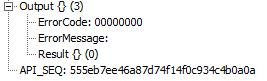 Output {} (3)
ErrorCode: 00000000
ErrorMessage:
Result {} (0)
API_SEQ: 555eb7ee46a87d74f14f0c934c4b0a0a